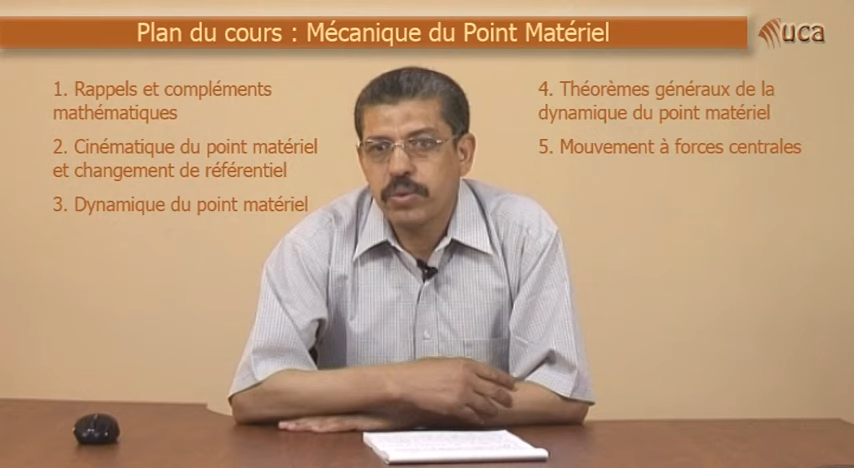 Plan du cours : Mécanique du Point Matériel
uca
1. Rappels et compléments
mathématiques
2. Cinématique du point matériel
et changement de référentiel
3. Dynamique du point matériel
4. Théorèmes généraux de la
dynamique du point matériel
5. Mouvement à forces centrales